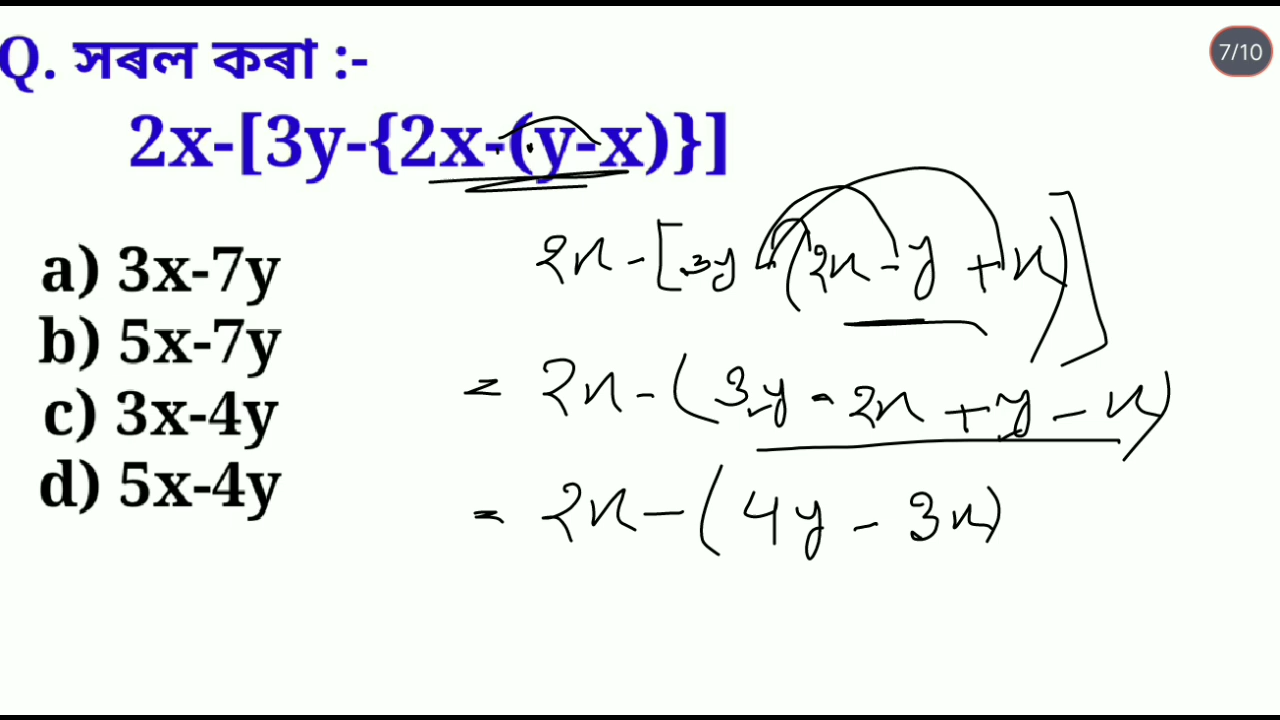 Q. সৰল কৰা :-
7/10
2x-[3y-{2x-(y-x)}]
a) 3x-7y
b) 5x-7y
c) 3x-4y
d) 5x-4y
2x - [3y - (2x - y + x)]
= 2x - (3y - 2x + y - x)
= 2x - (4y - 3x)